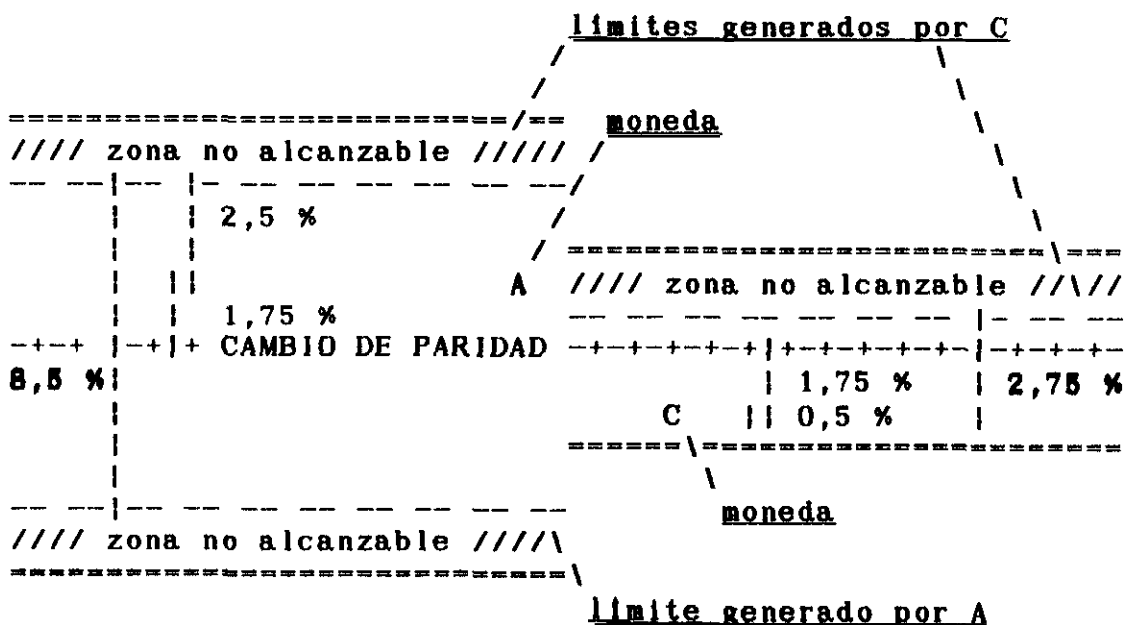 límites generados por C
moneda
//// zona no alcanzable /////
2,5 %
A //// zona no alcanzable ////
1,75 %
CAMBIO DE PARIDAD
8,5 % 1,75 % 2,75 %
C 0,5 %
moneda
//// zona no alcanzable ////
límite generado por A